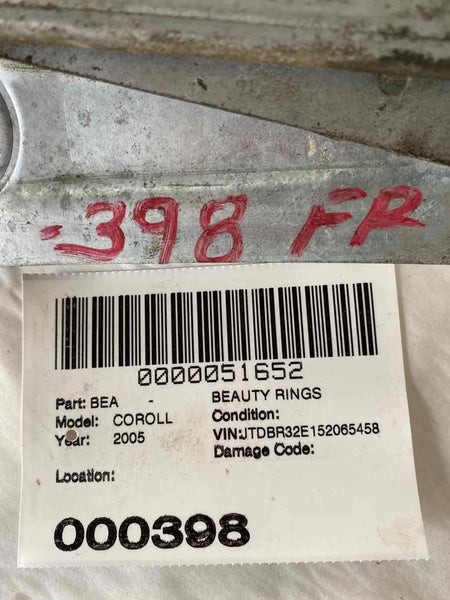 -398 FR
0000051652
Part: BEA - BEAUTY RINGS
Model: COROLL Condition:
Year: 2005 VIN:JTDBR32E152065458
Damage Code:
Location:
000398